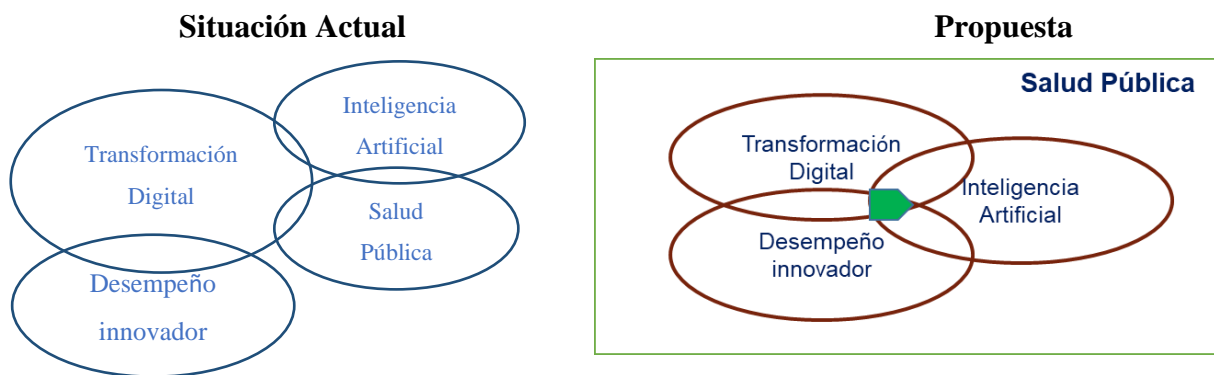 Situación Actual
Inteligencia
Artificial
Transformación
Digital
Salud
Pública
Desempeño
innovador
Propuesta
Salud Pública
Transformación
Digital
Inteligencia
Artificial
Desempeño
innovador